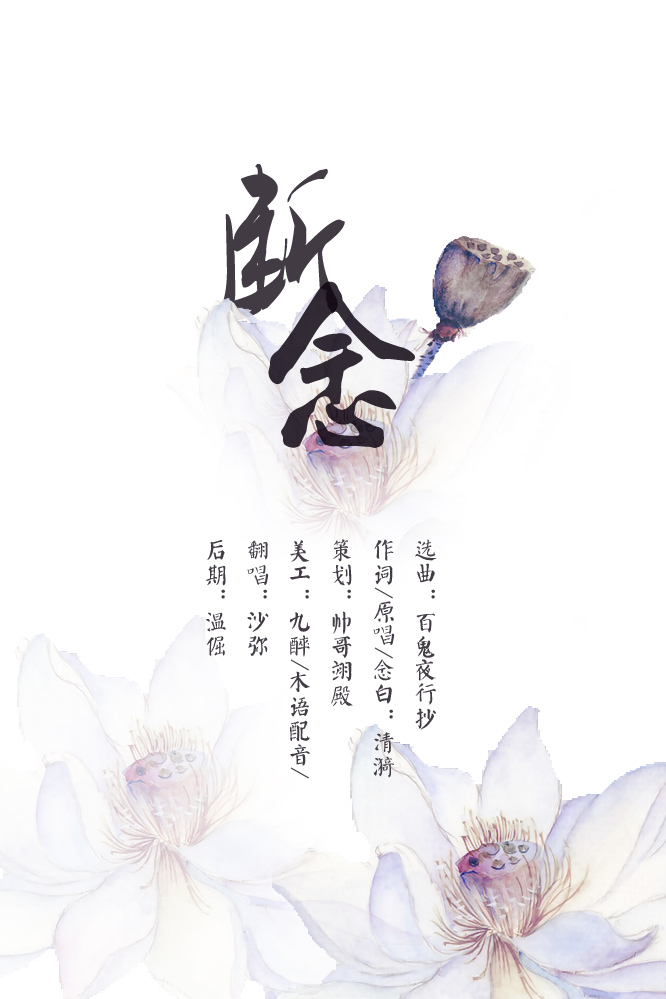 断念
选曲：百鬼夜行抄
作词/原唱/念白：清漪
策划：帅哥翊殿
美工：九醉/木语配音/
翻唱：沙弥
后期：温倔